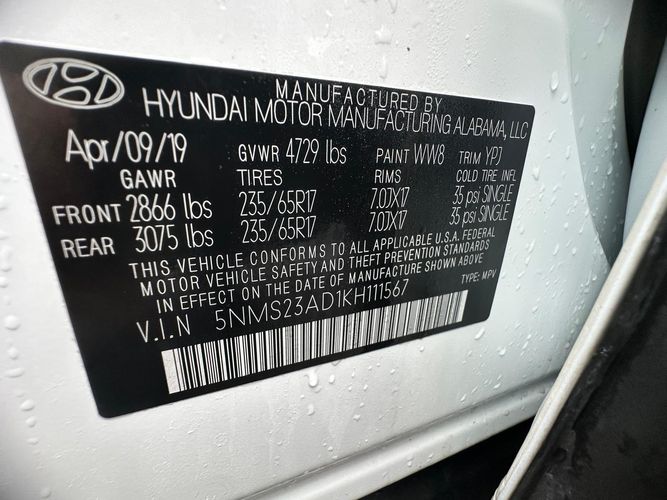 MANUFACTURED BY
HYUNDAI MOTOR MANUFACTURING ALABAMA, LLC
Apr/09/19 GVWR 4729 lbs PAINT WW8 TRIM YPJ
GAWR TIRES RIMS COLD TIRE INFL
FRONT 2866 lbs 235/65R17 7.0JX17 35 psi SINGLE
REAR 3075 lbs 235/65R17 7.0JX17 35 psi SINGLE
THIS VEHICLE CONFORMS TO ALL APPLICABLE U.S.A. FEDERAL
MOTOR VEHICLE SAFETY AND THEFT PREVENTION STANDARDS
IN EFFECT ON THE DATE OF MANUFACTURE SHOWN ABOVE.
V.I.N 5NMS23AD1KH111567 TYPE: MPV